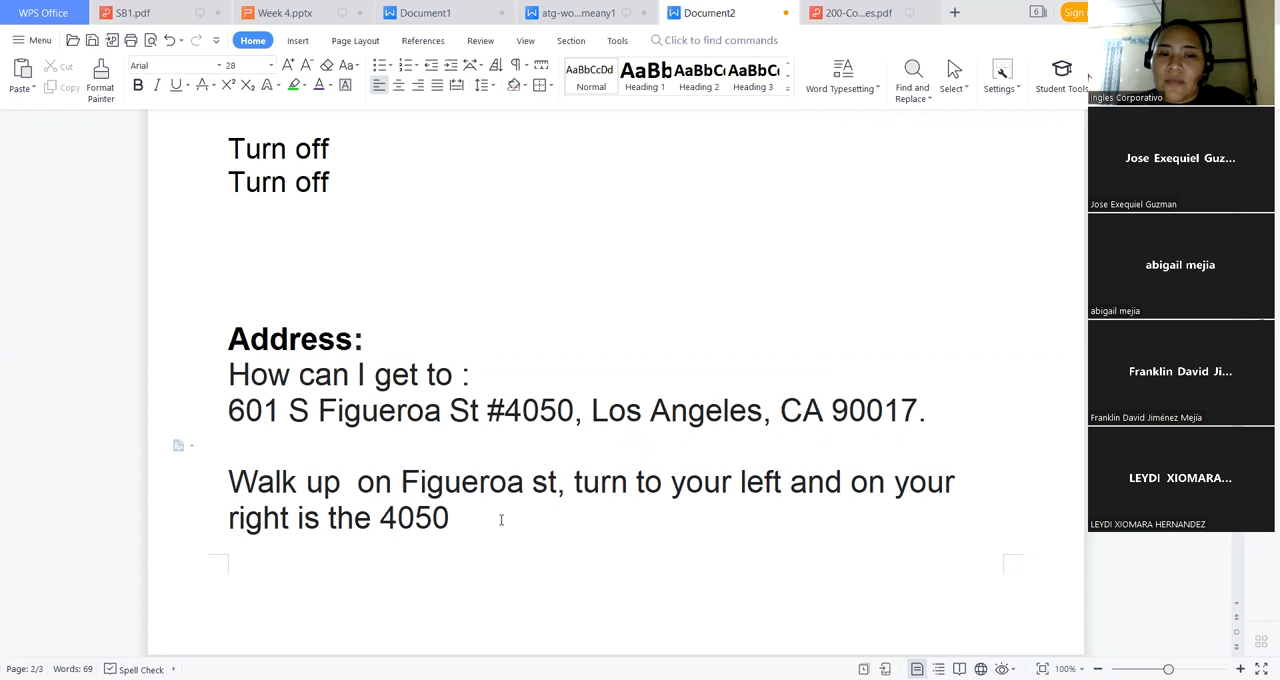 WPS Office
SB1.pdf
Week 4.pptx
Document1
atg-wo...meany1
Document2
200-Co...es.pdf
6
Sign
Menu
Home
Insert
Page Layout
References
Review
View
Section
Tools
Click to find commands
Paste
Cut
Copy
Format
Painter
Arial
28
AaBbCcDd
Normal
AaBb
Heading 1
AaBbCc
Heading 2
AaBbCc
Heading 3
Word Typesetting
Find and
Replace
Select
Settings
Student Tools
Turn off
Turn off
Address:
How can I get to :
601 S Figueroa St #4050, Los Angeles, CA 90017.
Walk up on Figueroa st, turn to your left and on your
right is the 4050
Ingles Corporativo
Jose Exequiel Guz...
Jose Exequiel Guzman
abigail mejia
abigail mejia
Franklin David Ji...
Franklin David Jiménez Mejía
LEYDI XIOMARA...
LEYDI XIOMARA HERNANDEZ
Page: 2/3
Words: 69
Spell Check
100%